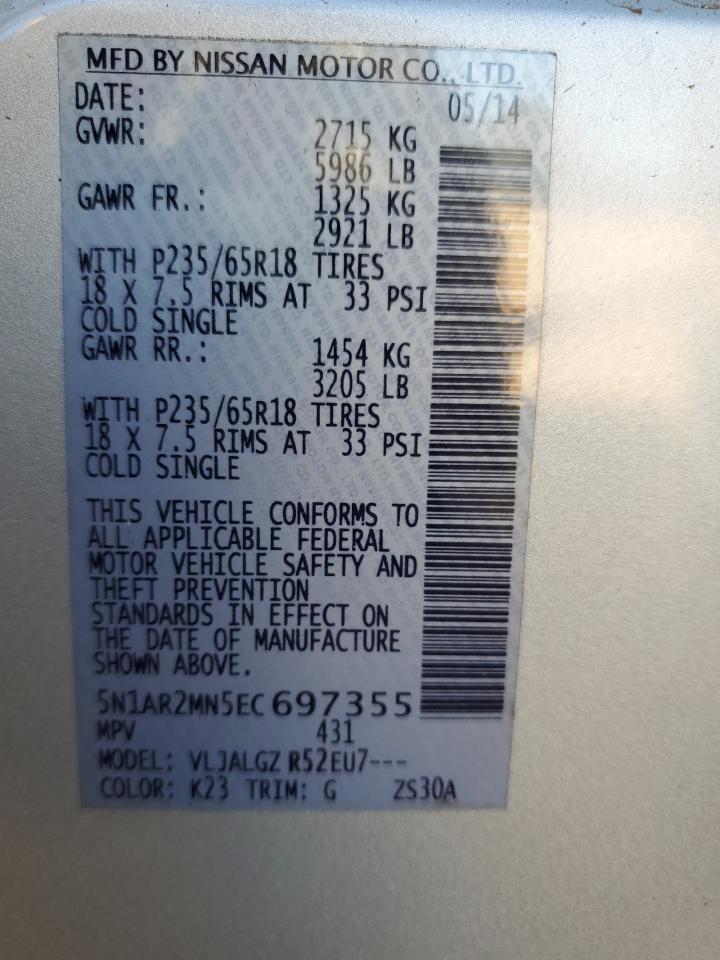 MFD BY NISSAN MOTOR CO., LTD.
DATE: 05/14
GVWR: 2715 KG
5986 LB
GAWR FR.: 1325 KG
2921 LB
WITH P235/65R18 TIRES
18 X 7.5 RIMS AT 33 PSI
COLD SINGLE
GAWR RR.: 1454 KG
3205 LB
WITH P235/65R18 TIRES
18 X 7.5 RIMS AT 33 PSI
COLD SINGLE
THIS VEHICLE CONFORMS TO
ALL APPLICABLE FEDERAL
MOTOR VEHICLE SAFETY AND
THEFT PREVENTION
STANDARDS IN EFFECT ON
THE DATE OF MANUFACTURE
SHOWN ABOVE.
5N1AR2MN5EC697355
MPV 431
MODEL: VLJALGZ R52EU7---
COLOR: K23 TRIM: G ZS30A